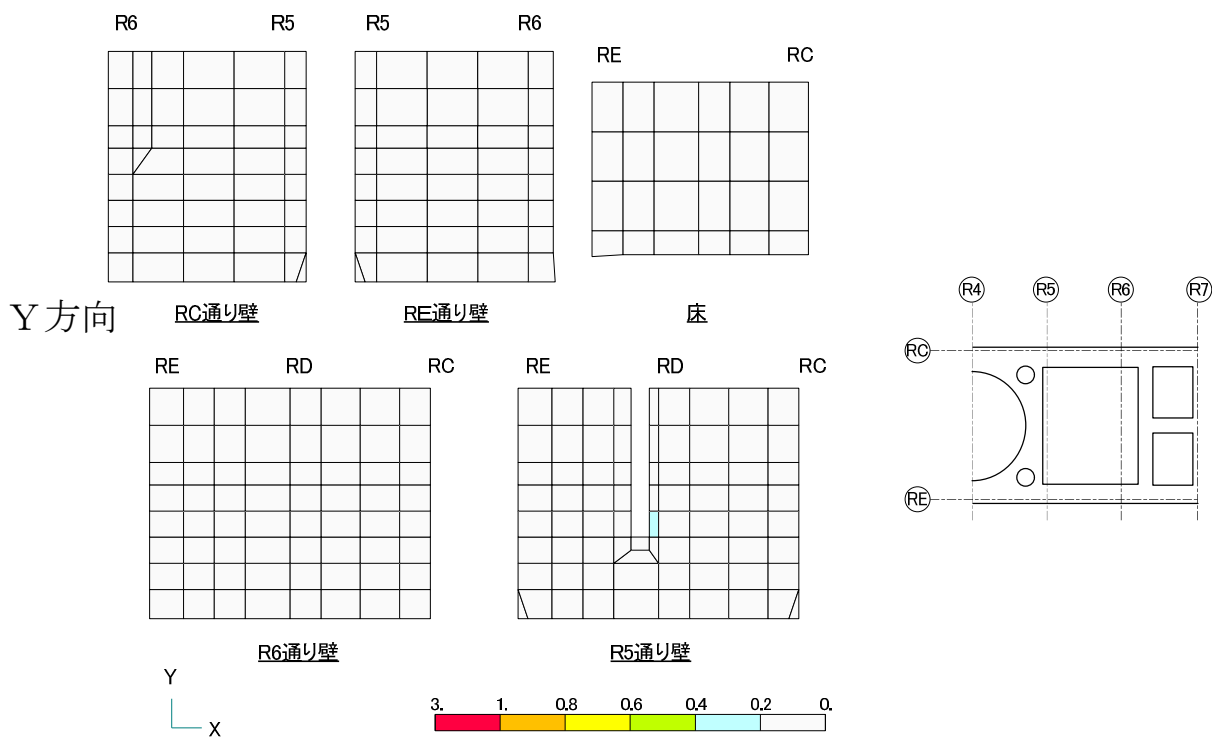 R6 R5 R5 R6
RE RC
R4 R5 R6 R7
Y方向 RC通り壁 RE通り壁 床
RC
RE RD RC RE RD RC
RE
R6通り壁 R5通り壁
Y
X
3. 1. 0.8 0.6 0.4 0.2 0.